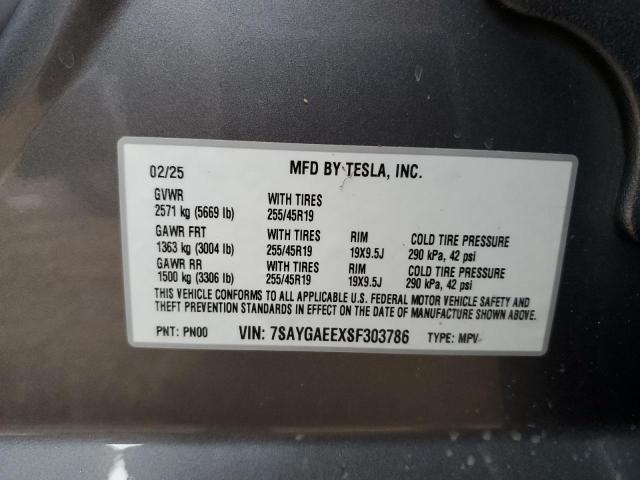 02/25 MFD BY TESLA, INC.
GVWR WITH TIRES
2571 kg (5669 lb) 255/45R19
GAWR FRT WITH TIRES RIM COLD TIRE PRESSURE
1363 kg (3004 lb) 255/45R19 19X9.5J 290 kPa, 42 psi
GAWR RR WITH TIRES RIM COLD TIRE PRESSURE
1500 kg (3306 lb) 255/45R19 19X9.5J 290 kPa, 42 psi
THIS VEHICLE CONFORMS TO ALL APPLICABLE U.S. FEDERAL MOTOR VEHICLE SAFETY AND
THEFT PREVENTION STANDARDS IN EFFECT ON THE DATE OF MANUFACTURE SHOWN ABOVE.
PNT: PN00 VIN: 7SAYGAEEXSF303786 TYPE: MPV